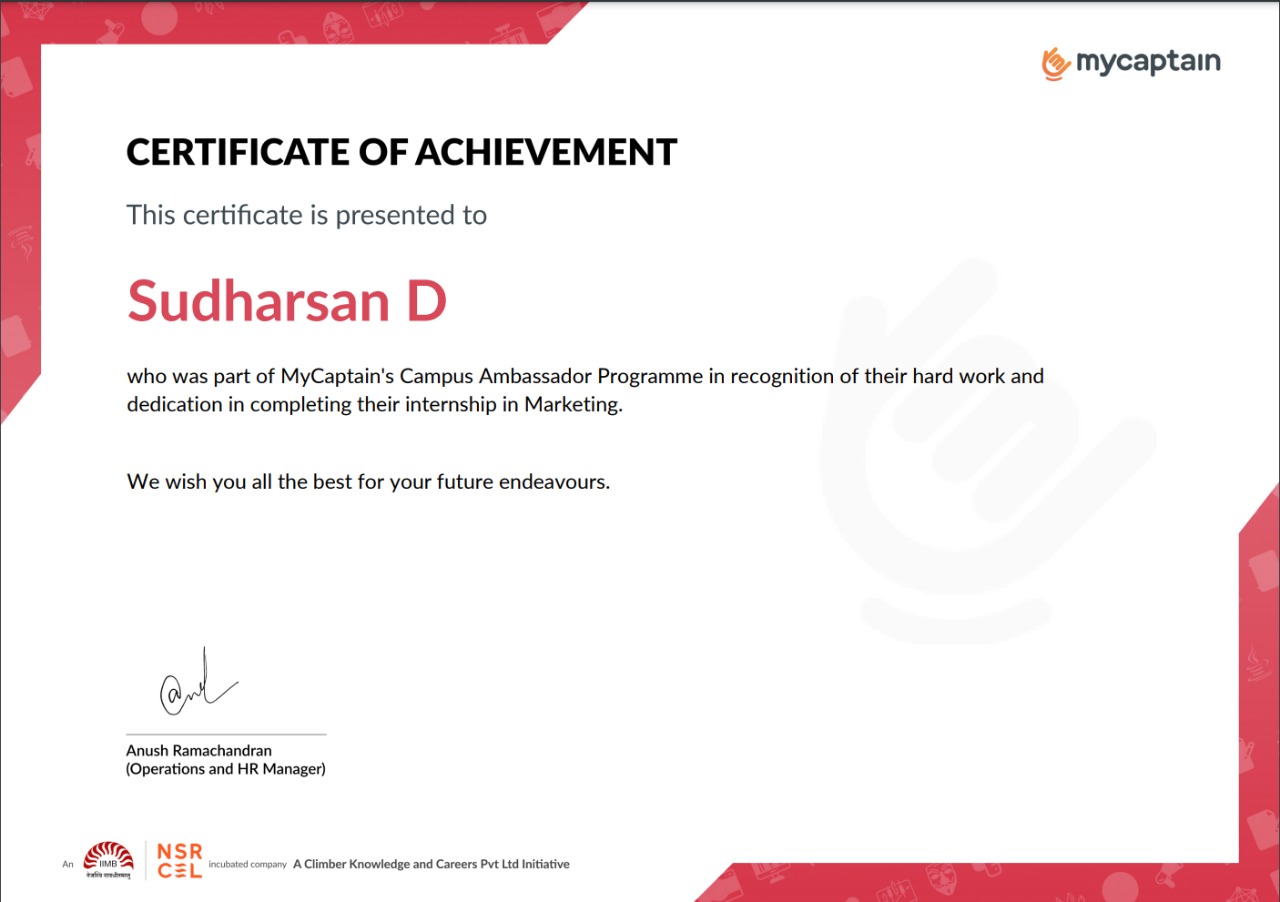 mycaptain
CERTIFICATE OF ACHIEVEMENT
This certificate is presented to
Sudharsan D
who was part of MyCaptain's Campus Ambassador Programme in recognition of their hard work and
dedication in completing their internship in Marketing.
We wish you all the best for your future endeavours.
Anush Ramachandran
(Operations and HR Manager)
An IIMB NSR CEL incubated company A Climber Knowledge and Careers Pvt Ltd Initiative